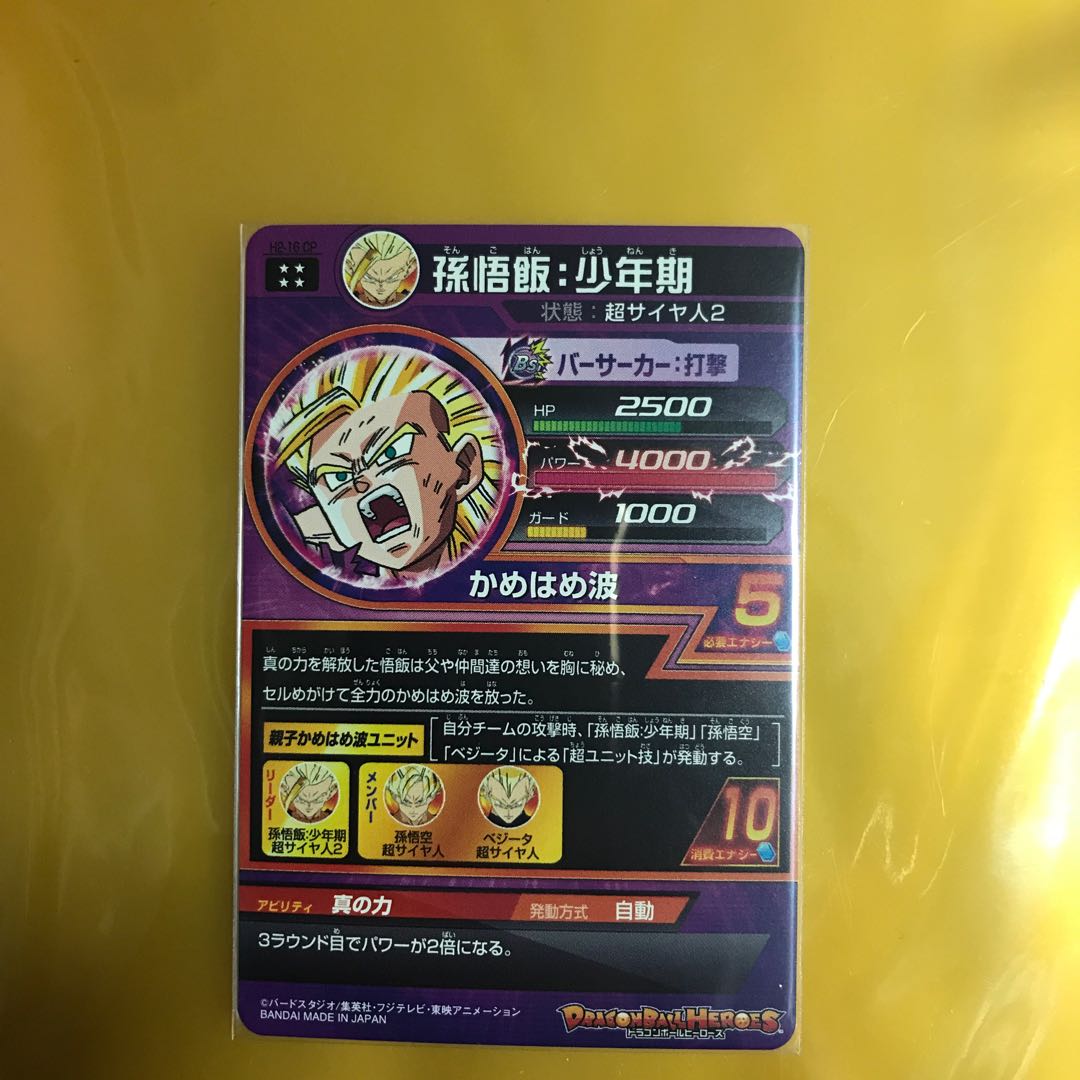 H2-16 CP
孫悟飯:少年期
そん ご はん しょう ねん き
状態:超サイヤ人2
Bs バーサーカー:打撃
HP 2500
パワー 4000
ガード 1000
かめはめ波
5
必要エナジー
真の力を解放した悟飯は父や仲間達の想いを胸に秘め、
セルめがけて全力のかめはめ波を放った。
親子かめはめ波ユニット
自分チームの攻撃時、「孫悟飯:少年期」「孫悟空」
「ベジータ」による「超ユニット技」が発動する。
リーダー
孫悟飯:少年期
超サイヤ人2
メンバー
孫悟空
超サイヤ人
ベジータ
超サイヤ人
10
消費エナジー
アビリティ 真の力 発動方式 自動
3ラウンド目でパワーが2倍になる。
©バードスタジオ/集英社・フジテレビ・東映アニメーション
BANDAI MADE IN JAPAN
DRAGONBALL HEROES
ドラゴンボールヒーローズ